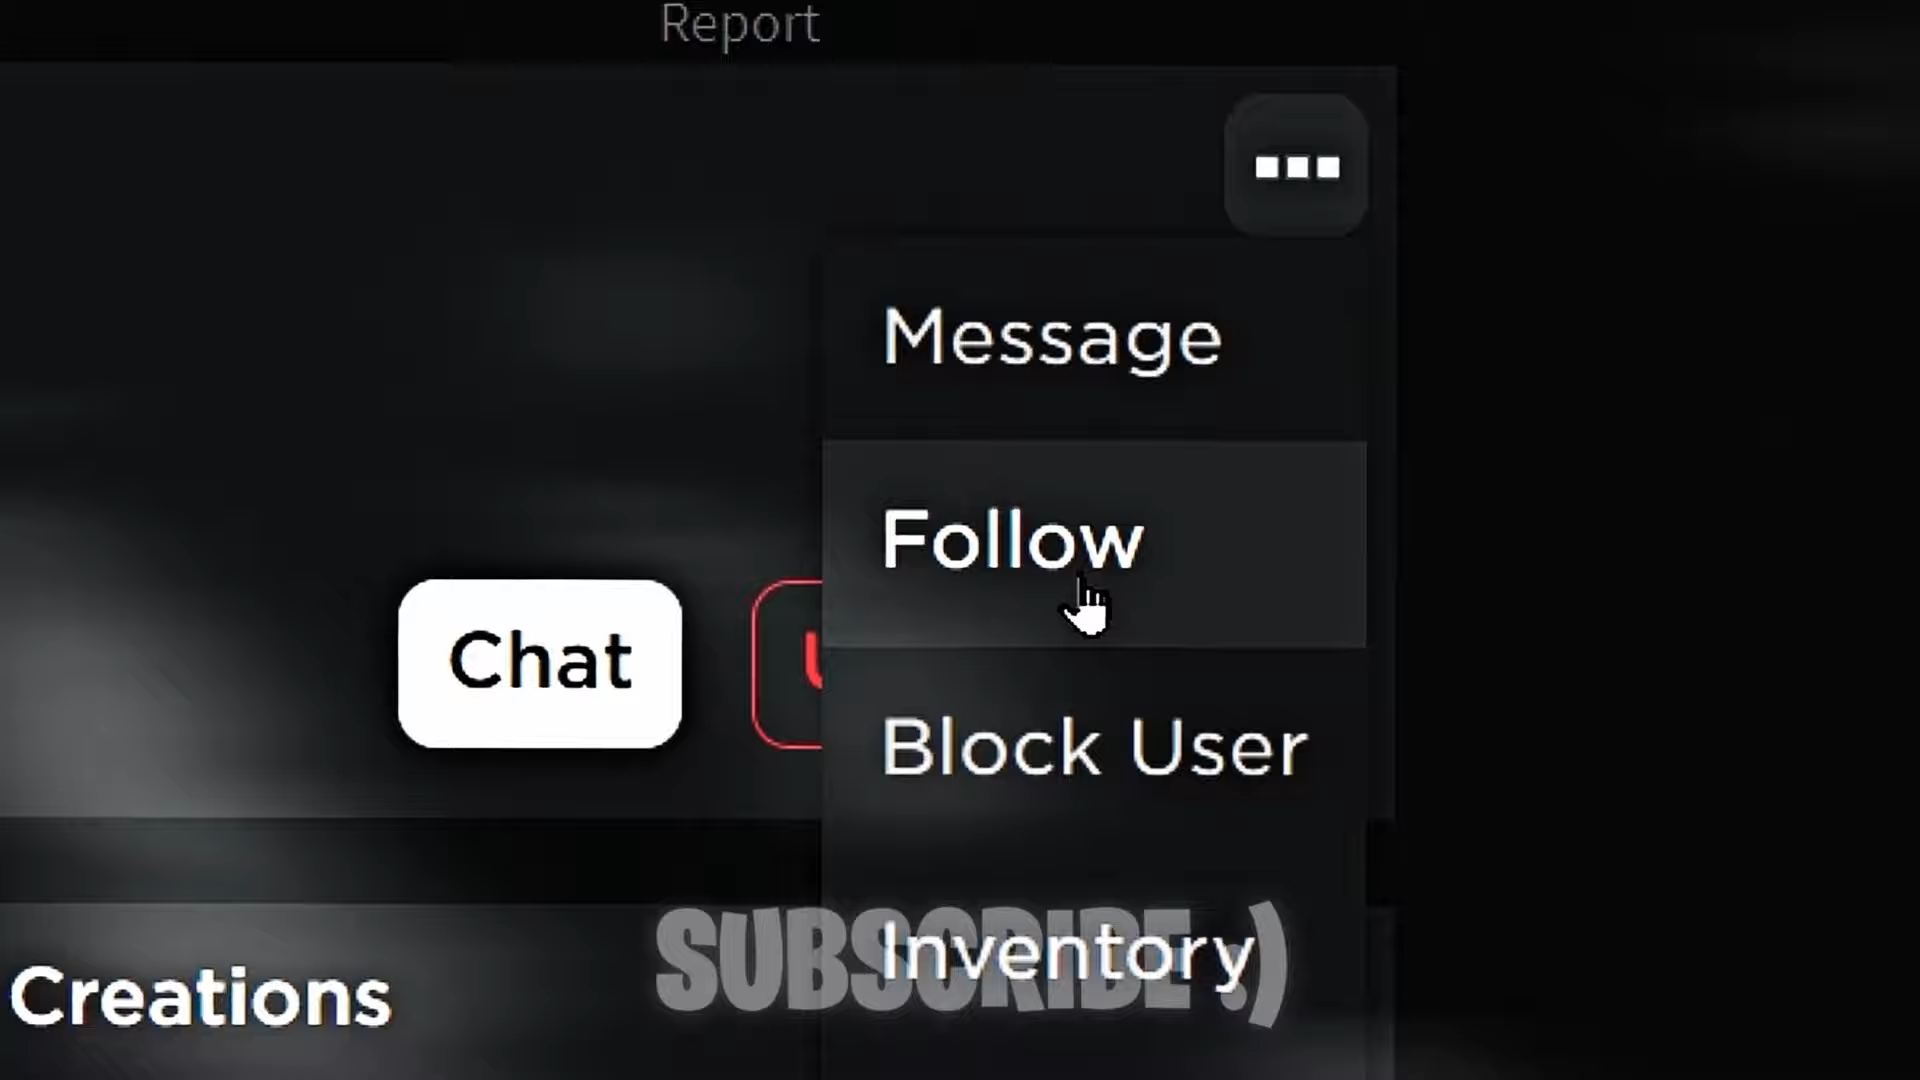 Report
Message
Follow
Chat
Block User
Inventory
SUBSCRIBE :)
Creations